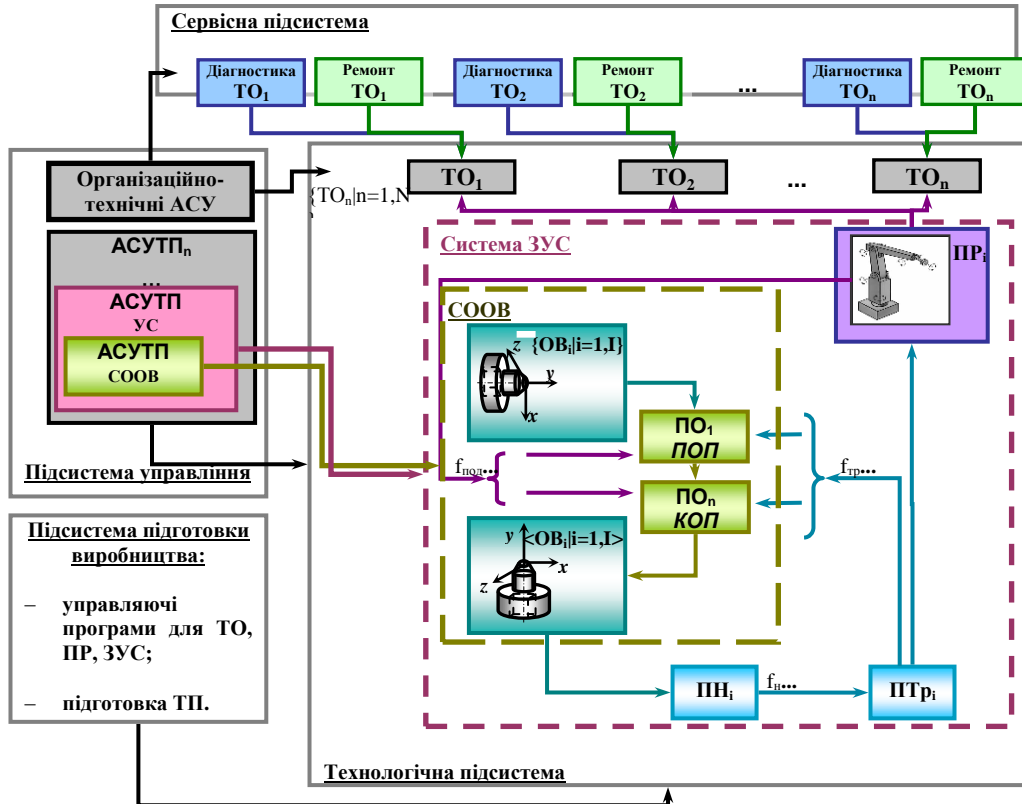 Сервісна підсистема
Діагностика
ТО₁
Ремонт
ТО₁
Діагностика
ТО₂
Ремонт
ТО₂
...
Діагностика
ТОn
Ремонт
ТОn
Організаційно-
технічні АСУ
{ТОn|n=1,N
ТО₁
ТО₂
...
ТОn
АСУТПn
...
АСУТП
УС
АСУТП
СООВ
Підсистема управління
Система ЗУС
ПРi
СООВ
{ОВi|i=1,I}
z
y
x
ПО₁
ПОП
fпод...
fтр...
ПОn
КОП
<ОВi|i=1,I>
y
x
z
ПНi
fн...
ПТрi
Підсистема підготовки
виробництва:
– управляючі
програми для ТО,
ПР, ЗУС;
– підготовка ТП.
Технологічна підсистема